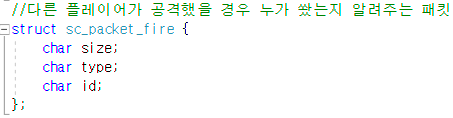 //다른 플레이어가 공격했을 경우 누가 쐈는지 알려주는 패킷
struct sc_packet_fire {
char size;
char type;
char id;
};